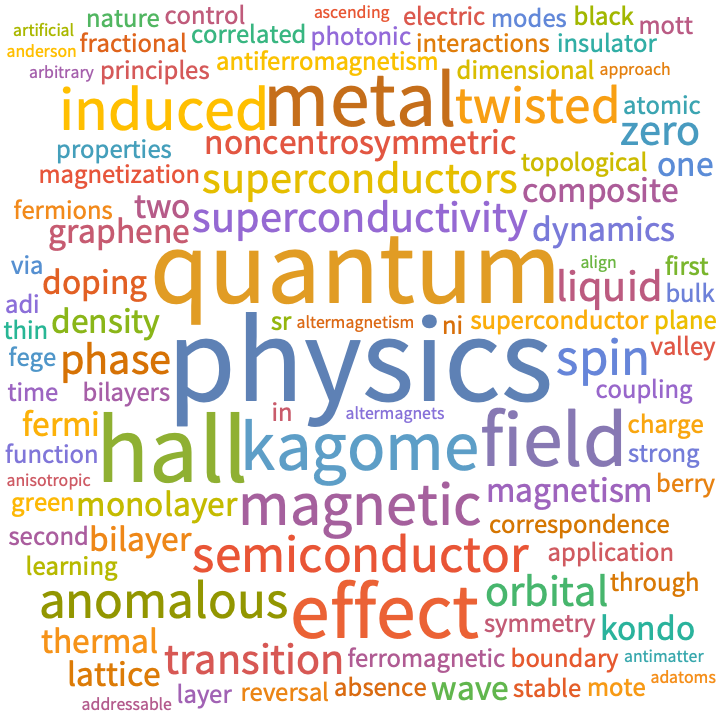 artificial nature control ascending electric modes black mott
anderson fractional correlated photonic interactions insulator
arbitrary principles antiferromagnetism dimensional approach
induced metal twisted atomic
properties noncentrosymmetric zero
magnetization superconductors topological one
fermions two superconductivity composite
graphene dynamics
via doping quantum liquid align first
adi bulk
thin density sr altermagnetism ni superconductor plane
fege phase physics spin valley
time bilayers coupling
fermi hall in altermagnets field charge
function kagome strong
anisotropic magnetic magnetism berry
green monolayer
second bilayer semiconductor correspondence
learning application
anomalous effect orbital through
thermal symmetry kondo
lattice transition ferromagnetic boundary antimatter
addressable layer reversal absence wave stable mote adatoms